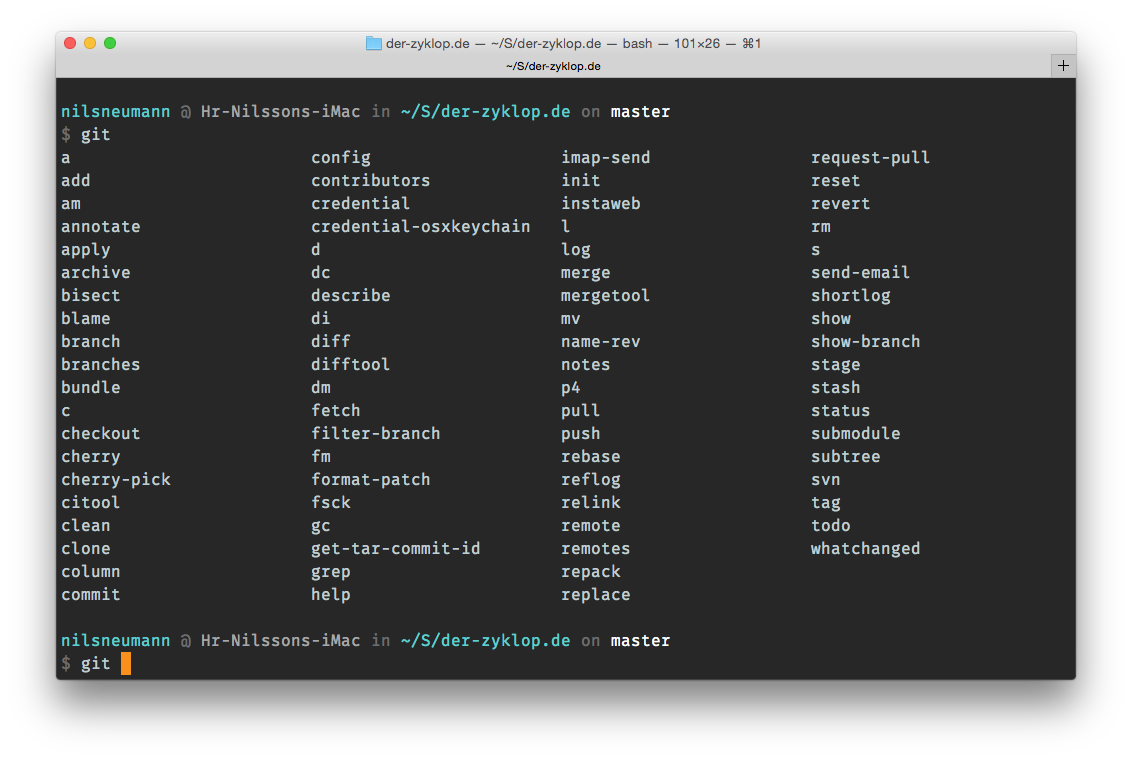 der-zyklop.de — ~/S/der-zyklop.de — bash — 101×26 — ⌘1
~/S/der-zyklop.de +
nilsneumann @ Hr-Nilssons-iMac in ~/S/der-zyklop.de on master
$ git
a config imap-send request-pull
add contributors init reset
am credential instaweb revert
annotate credential-osxkeychain l rm
apply d log s
archive dc merge send-email
bisect describe mergetool shortlog
blame di mv show
branch diff name-rev show-branch
branches difftool notes stage
bundle dm p4 stash
c fetch pull status
checkout filter-branch push submodule
cherry fm rebase subtree
cherry-pick format-patch reflog svn
citool fsck relink tag
clean gc remote todo
clone get-tar-commit-id remotes whatchanged
column grep repack
commit help replace
nilsneumann @ Hr-Nilssons-iMac in ~/S/der-zyklop.de on master
$ git